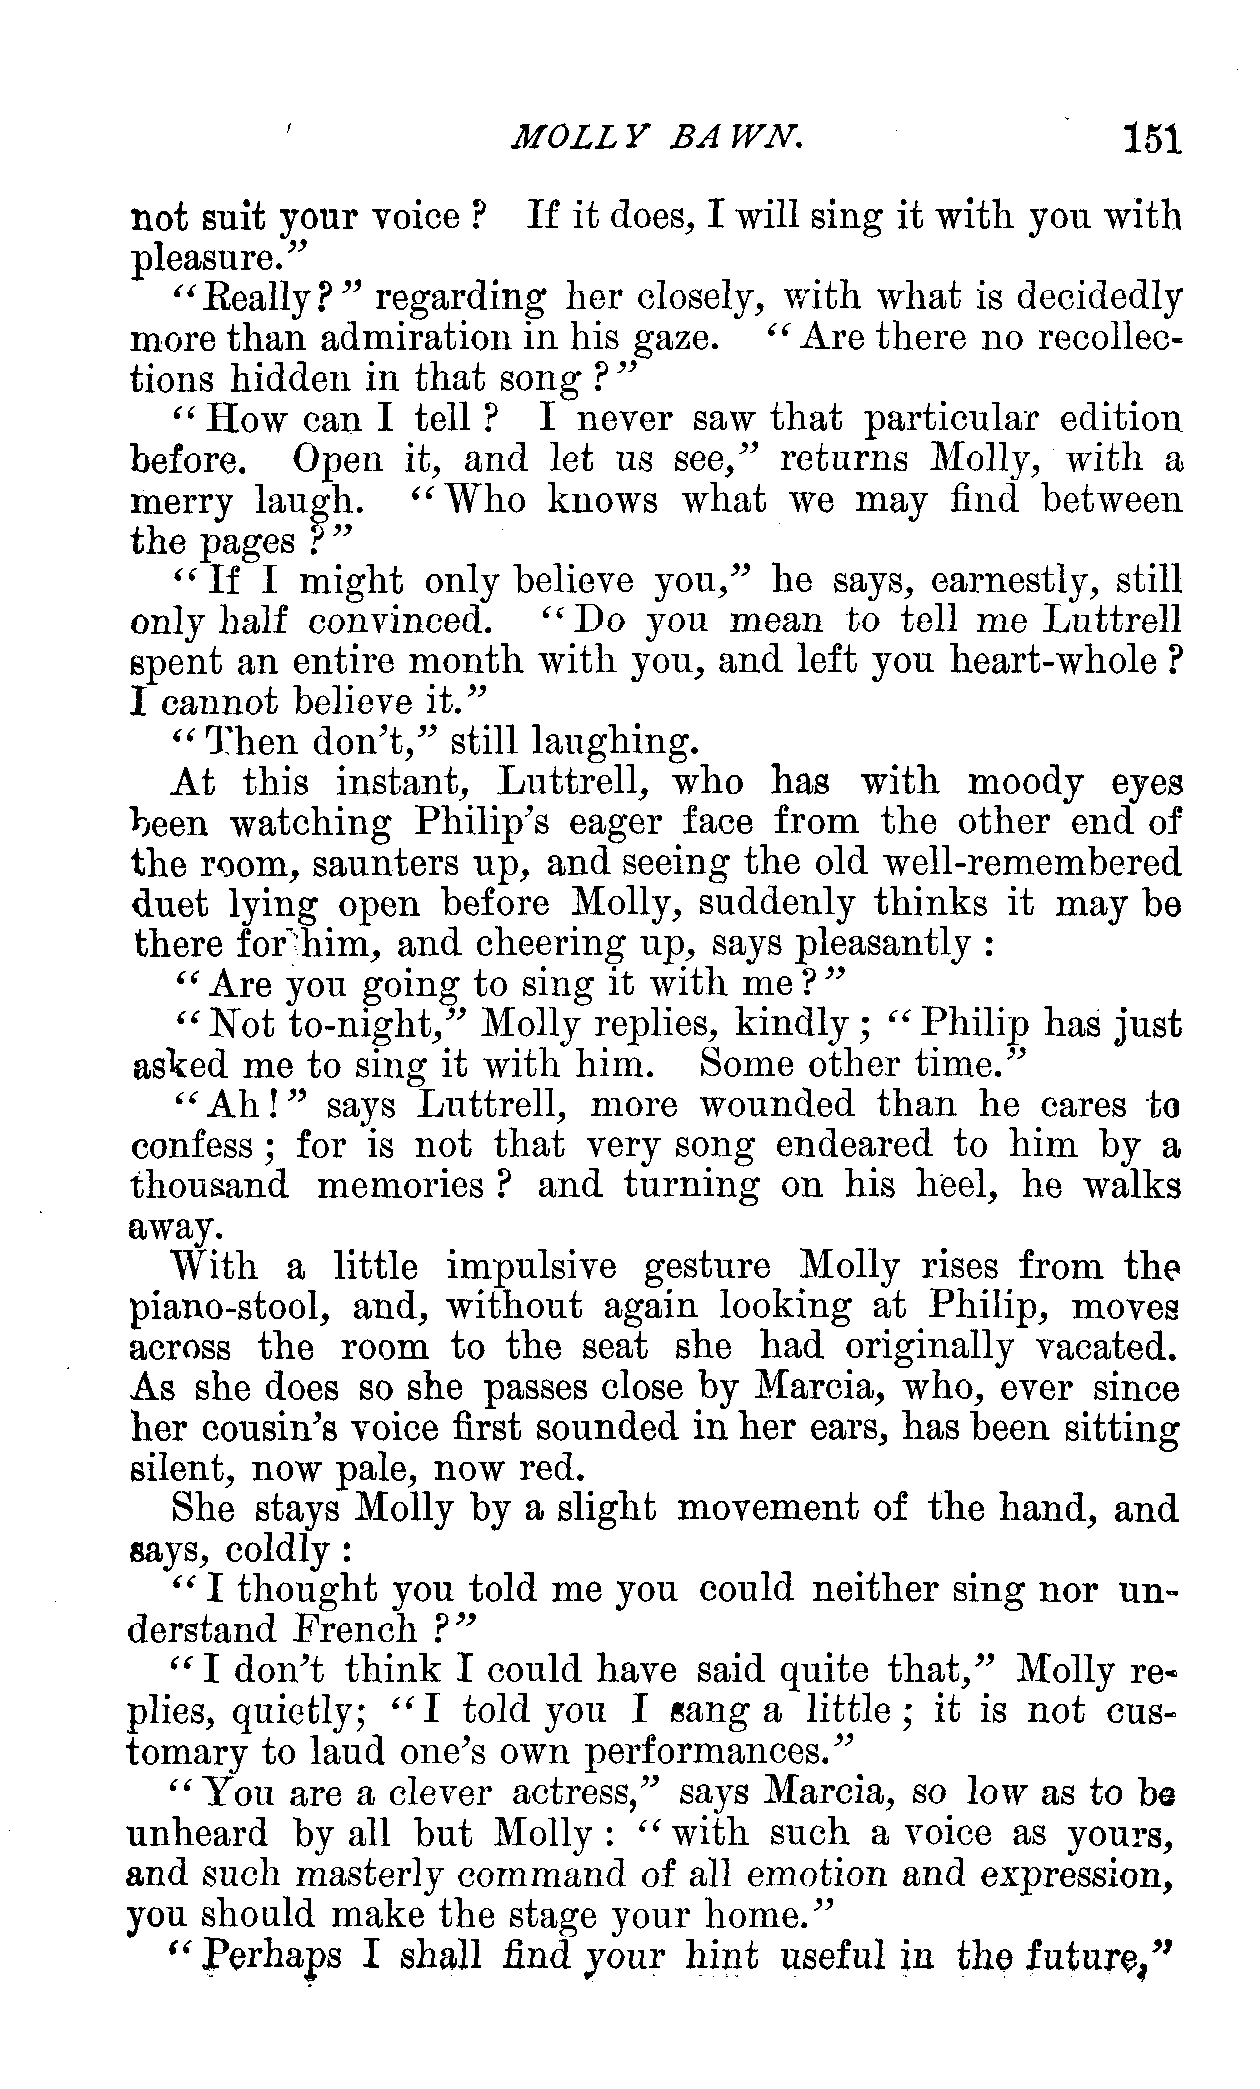 MOLLY BAWN. 151
not suit your voice? If it does, I will sing it with you with
pleasure."
"Really?" regarding her closely, with what is decidedly
more than admiration in his gaze. "Are there no recollec-
tions hidden in that song?"
"How can I tell? I never saw that particular edition
before. Open it, and let us see," returns Molly, with a
merry laugh. "Who knows what we may find between
the pages?"
"If I might only believe you," he says, earnestly, still
only half convinced. "Do you mean to tell me Luttrell
spent an entire month with you, and left you heart-whole?
I cannot believe it."
"Then don't," still laughing.
At this instant, Luttrell, who has with moody eyes
been watching Philip's eager face from the other end of
the room, saunters up, and seeing the old well-remembered
duet lying open before Molly, suddenly thinks it may be
there for him, and cheering up, says pleasantly:
"Are you going to sing it with me?"
"Not to-night," Molly replies, kindly; "Philip has just
asked me to sing it with him. Some other time."
"Ah!" says Luttrell, more wounded than he cares to
confess; for is not that very song endeared to him by a
thousand memories? and turning on his heel, he walks
away.
With a little impulsive gesture Molly rises from the
piano-stool, and, without again looking at Philip, moves
across the room to the seat she had originally vacated.
As she does so she passes close by Marcia, who, ever since
her cousin's voice first sounded in her ears, has been sitting
silent, now pale, now red.
She stays Molly by a slight movement of the hand, and
says, coldly:
"I thought you told me you could neither sing nor un-
derstand French?"
"I don't think I could have said quite that," Molly re-
plies, quietly; "I told you I sang a little; it is not cus-
tomary to laud one's own performances."
"You are a clever actress," says Marcia, so low as to be
unheard by all but Molly: "with such a voice as yours,
and such masterly command of all emotion and expression,
you should make the stage your home."
"Perhaps I shall find your hint useful in the future,"